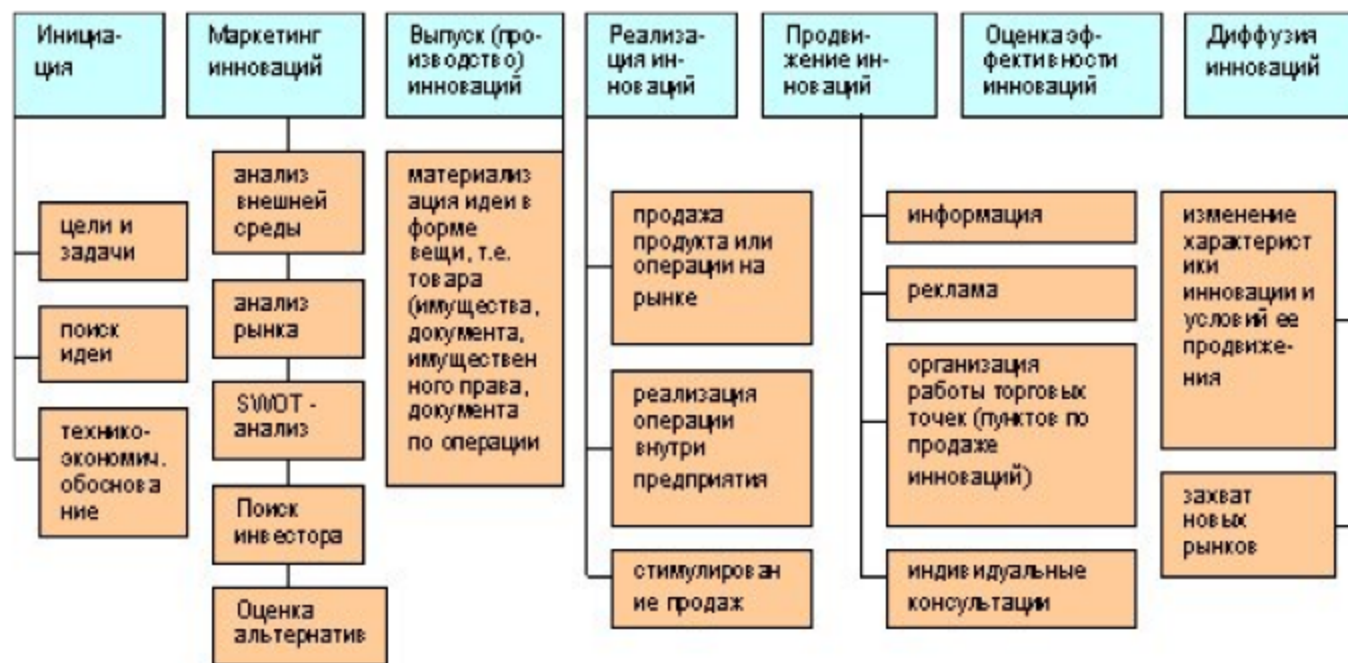 Инициа-
ция
Маркетинг
инноваций
Выпуск (про-
изводство)
инноваций
Реализа-
ция ин-
новаций
Продви-
жение ин-
новаций
Оценка эф-
фективности
инноваций
Диффузия
инноваций
цели и
задачи
поиск
идеи
технико-
экономич.
обоснова
ние
анализ
внешней
среды
анализ
рынка
SWOT -
анализ
Поиск
инвестора
Оценка
альтернатив
материализ
ация идеи в
форме
вещи, т.е.
товара
(имущества,
документа,
имуществен
ного права,
документа
по операции
продажа
продукта или
операции на
рынке
реализация
операции
внутри
предприятия
стимулирован
ие продаж
информация
реклама
организация
работы торговых
точек (пунктов по
продаже
инноваций)
индивидуальные
консультации
изменение
характерист
ики
инновации и
условий ее
продвиже-
ния
захват
новых
рынков